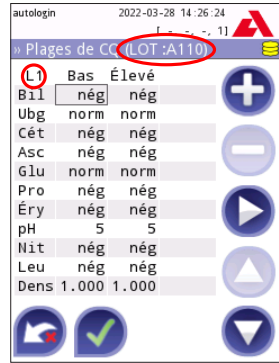 autologin 2022-03-28 14:26:24
[ -, -, -, 1]
» Plages de CQ (LOT :A110)
L1 Bas Élevé
Bil nég nég
Ubg norm norm
Cét nég nég
Asc nég nég
Glu norm norm
Pro nég nég
Éry nég nég
pH 5 5
Nit nég nég
Leu nég nég
Dens 1.000 1.000